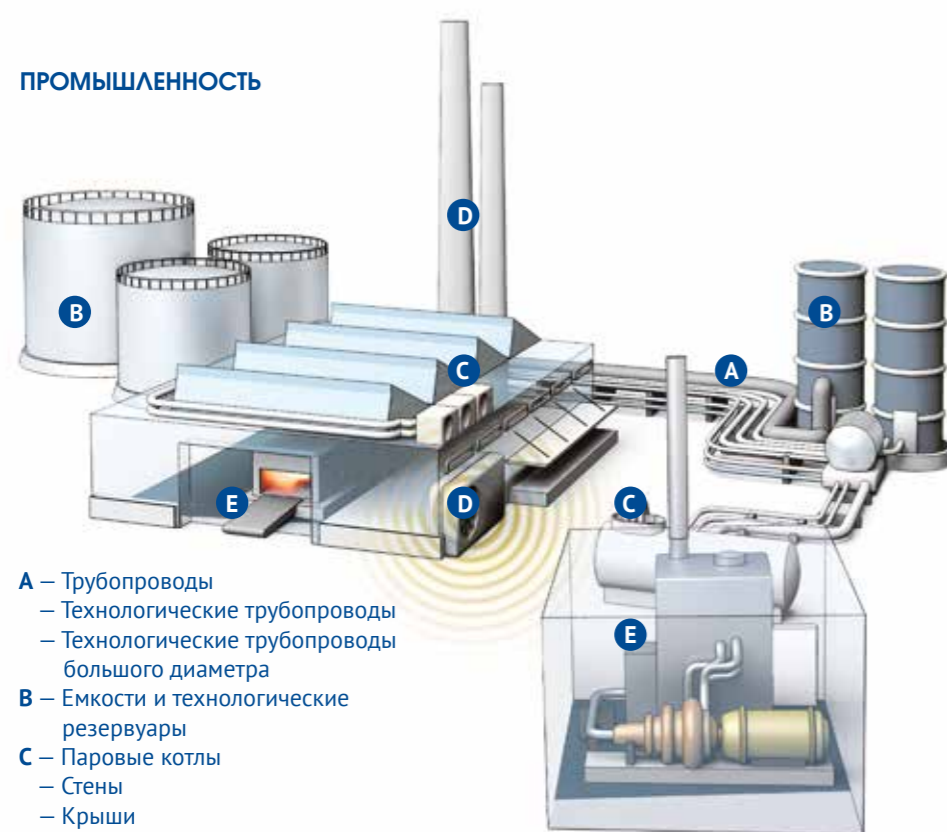 ПРОМЫШЛЕННОСТЬ
D
B
B
C
A
E
D
C
E
A — Трубопроводы
— Технологические трубопроводы
— Технологические трубопроводы
большого диаметра
B — Емкости и технологические
резервуары
C — Паровые котлы
— Стены
— Крыши